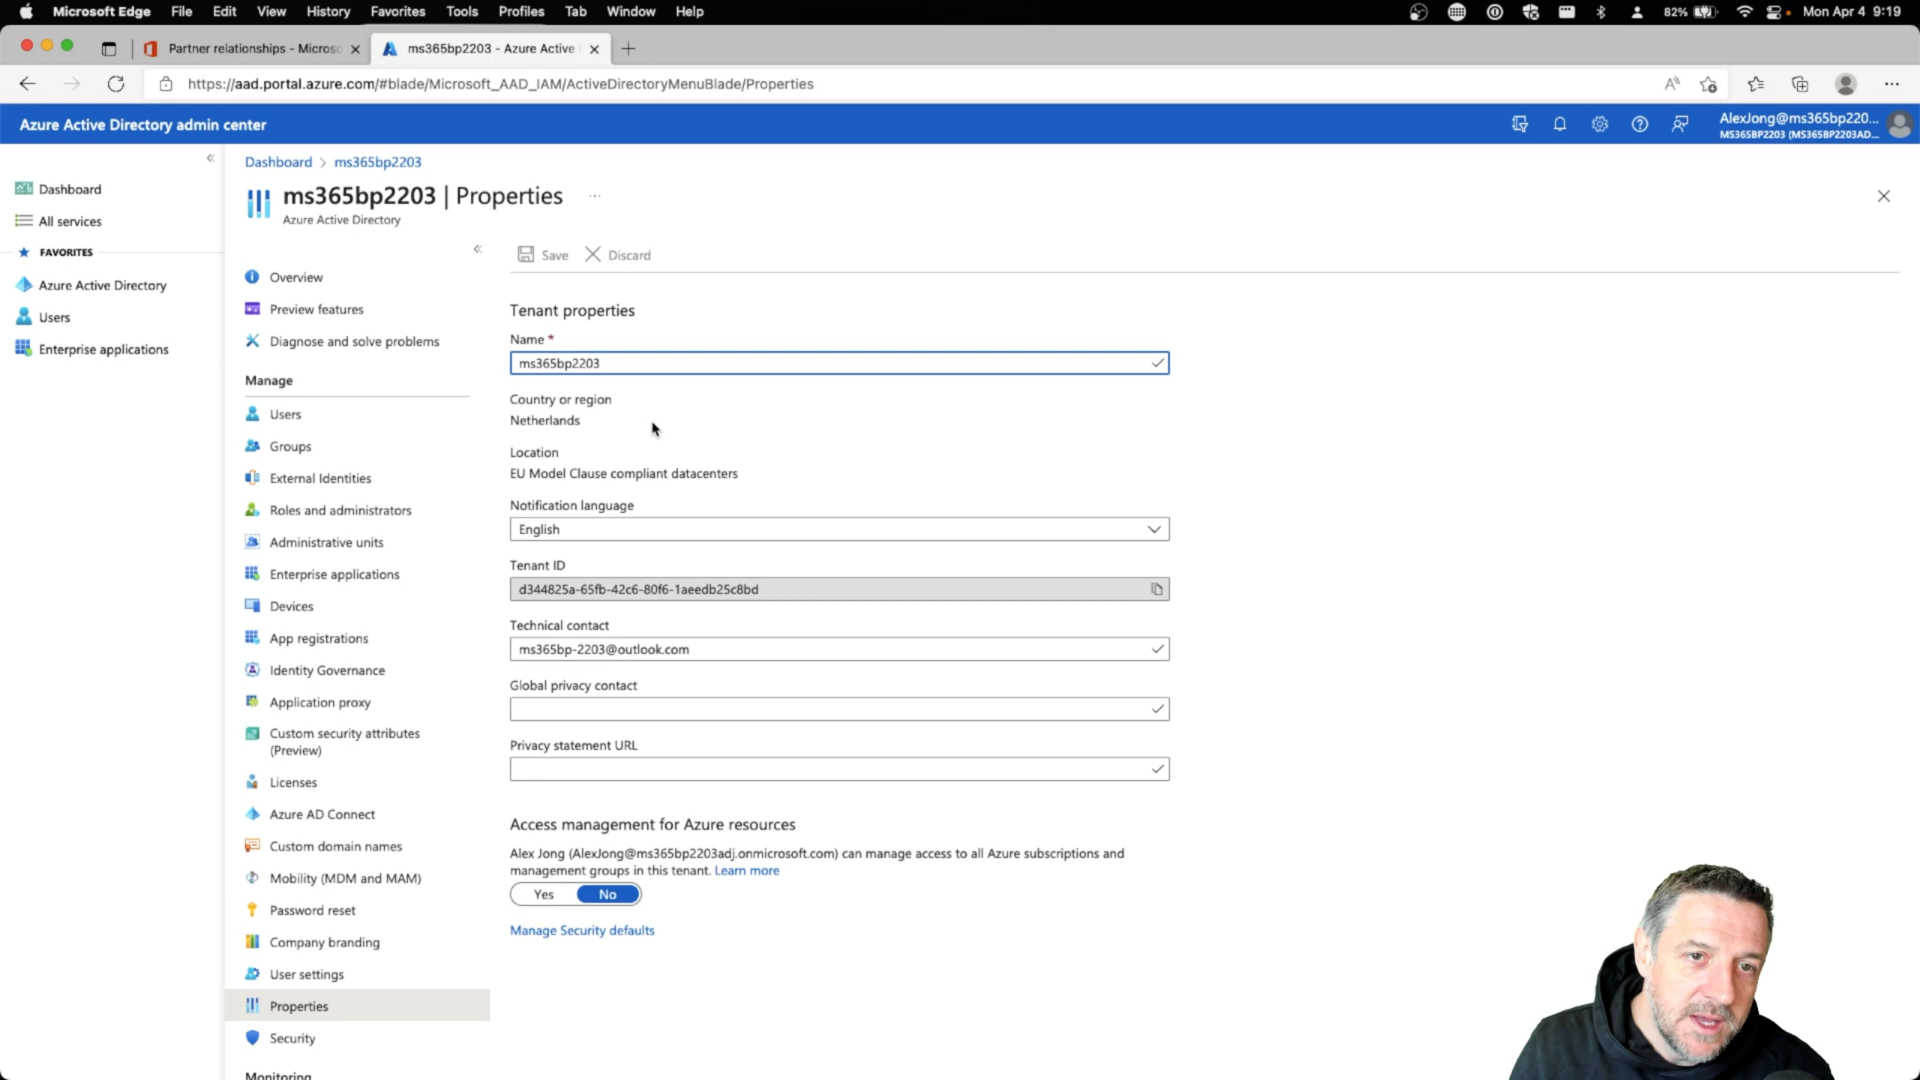 Microsoft Edge File Edit View History Favorites Tools Profiles Tab Window Help 82% Mon Apr 4 9:19
Partner relationships - Microsc ms365bp2203 - Azure Active
https://aad.portal.azure.com/#blade/Microsoft_AAD_IAM/ActiveDirectoryMenuBlade/Properties
Azure Active Directory admin center
AlexJong@ms365bp220...
MS365BP2203 (MS365BP2203AD...
Dashboard
All services
FAVORITES
Azure Active Directory
Users
Enterprise applications
Dashboard > ms365bp2203
ms365bp2203 | Properties ...
Azure Active Directory
Overview
Preview features
Diagnose and solve problems
Manage
Users
Groups
External Identities
Roles and administrators
Administrative units
Enterprise applications
Devices
App registrations
Identity Governance
Application proxy
Custom security attributes
(Preview)
Licenses
Azure AD Connect
Custom domain names
Mobility (MDM and MAM)
Password reset
Company branding
User settings
Properties
Security
Monitoring
Save Discard
Tenant properties
Name *
ms365bp2203
Country or region
Netherlands
Location
EU Model Clause compliant datacenters
Notification language
English
Tenant ID
d344825a-65fb-42c6-80f6-1aeedb25c8bd
Technical contact
ms365bp-2203@outlook.com
Global privacy contact
Privacy statement URL
Access management for Azure resources
Alex Jong (AlexJong@ms365bp2203adj.onmicrosoft.com) can manage access to all Azure subscriptions and
management groups in this tenant. Learn more
Yes No
Manage Security defaults